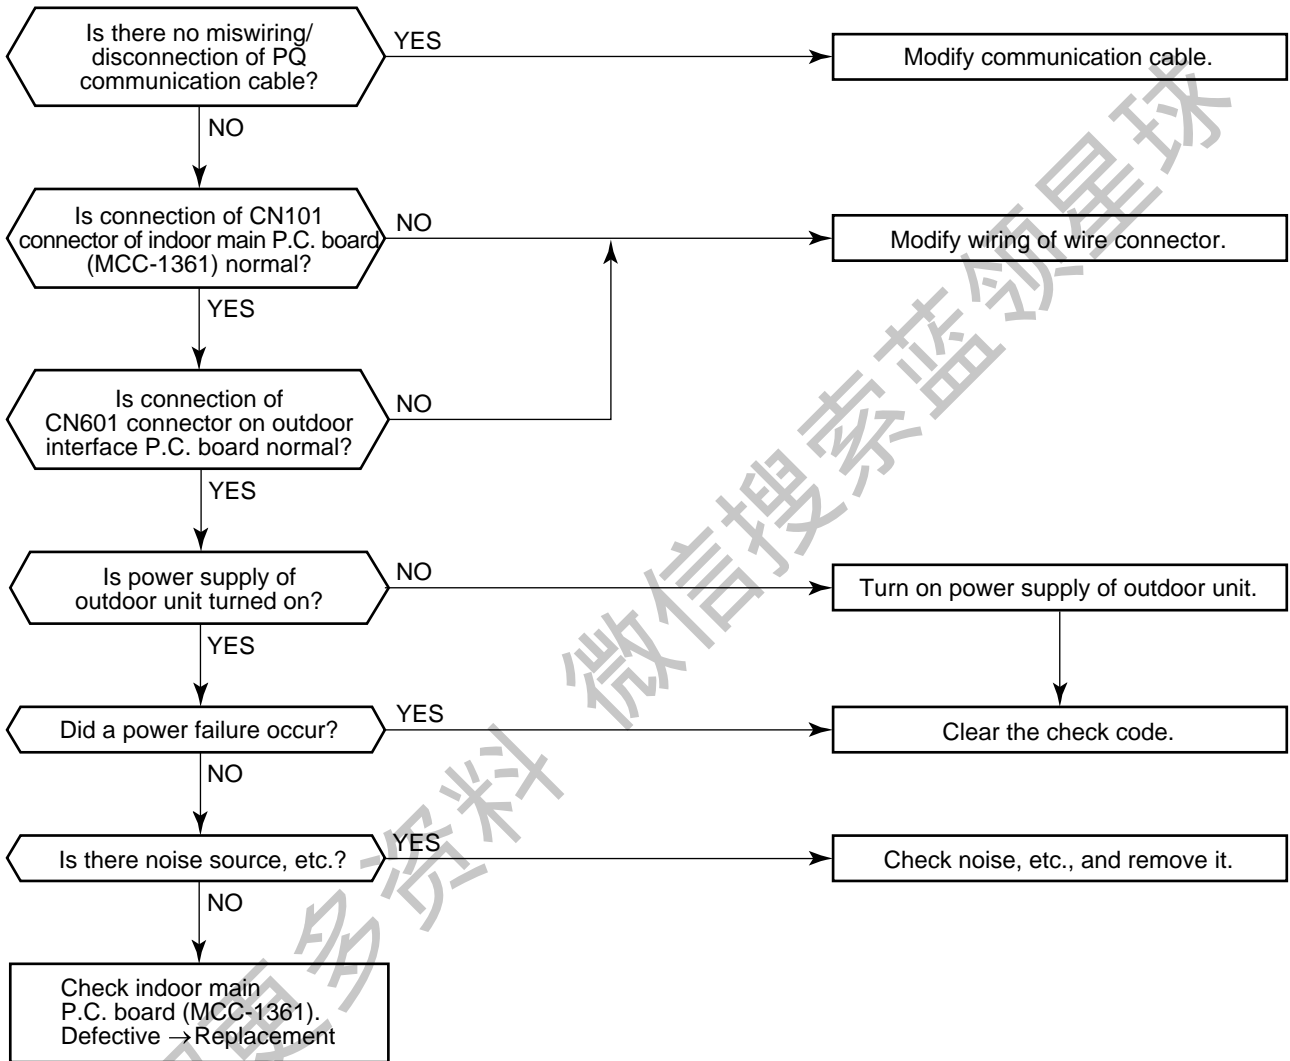 Is there no miswiring/
disconnection of PQ
communication cable?
YES
Modify communication cable.
NO
Is connection of CN101
connector of indoor main P.C. board
(MCC-1361) normal?
NO
Modify wiring of wire connector.
YES
Is connection of
CN601 connector on outdoor
interface P.C. board normal?
NO
YES
Is power supply of
outdoor unit turned on?
NO
Turn on power supply of outdoor unit.
YES
Did a power failure occur?
YES
Clear the check code.
NO
Is there noise source, etc.?
YES
Check noise, etc., and remove it.
NO
Check indoor main
P.C. board (MCC-1361).
Defective → Replacement
更多资料 微信搜索蓝领星球